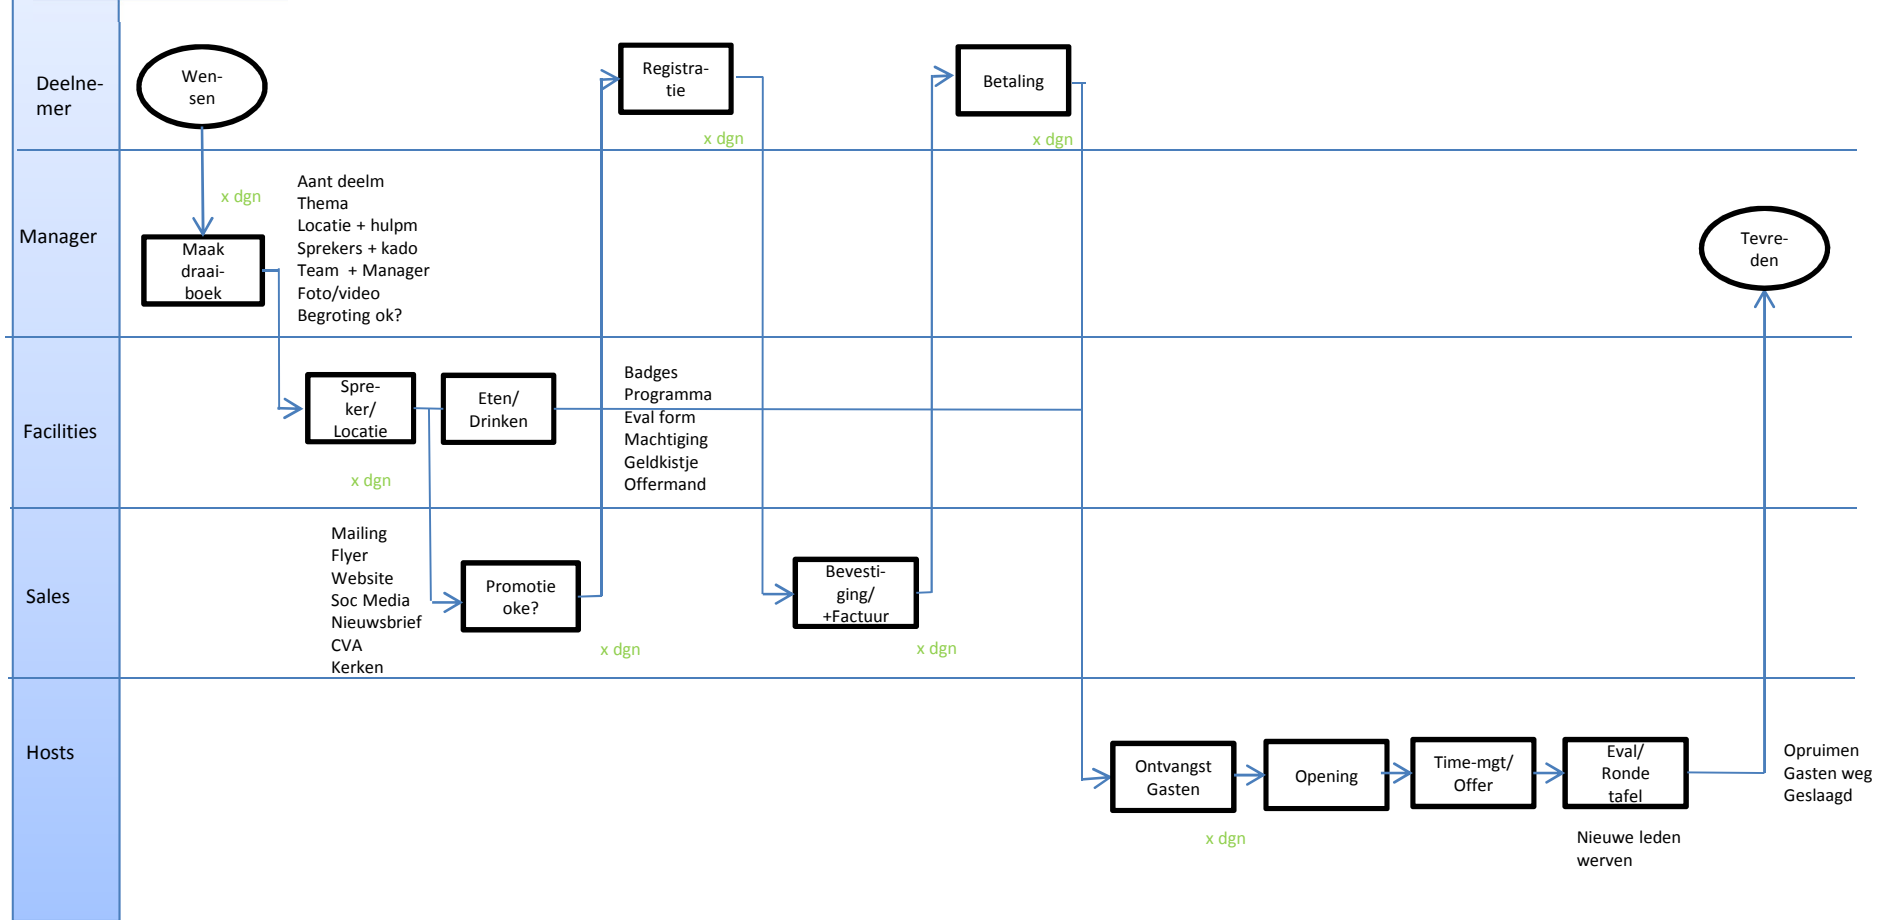 Deelne-
mer
Wen-
sen
Registra-
tie
Betaling
x dgn
x dgn
Manager
x dgn
Maak
draai-
boek
Aant deelm
Thema
Locatie + hulpm
Sprekers + kado
Team  + Manager
Foto/video
Begroting ok?
Tevre-
den
Facilities
Spre-
ker/
Locatie
Eten/
Drinken
x dgn
Badges
Programma
Eval form
Machtiging
Geldkistje
Offermand
Sales
Mailing
Flyer
Website
Soc Media
Nieuwsbrief
CVA
Kerken
Promotie
oke?
x dgn
Bevesti-
ging/
+Factuur
x dgn
Hosts
Ontvangst
Gasten
x dgn
Opening
Time-mgt/
Offer
Eval/
Ronde
tafel
Nieuwe leden
werven
Opruimen
Gasten weg
Geslaagd